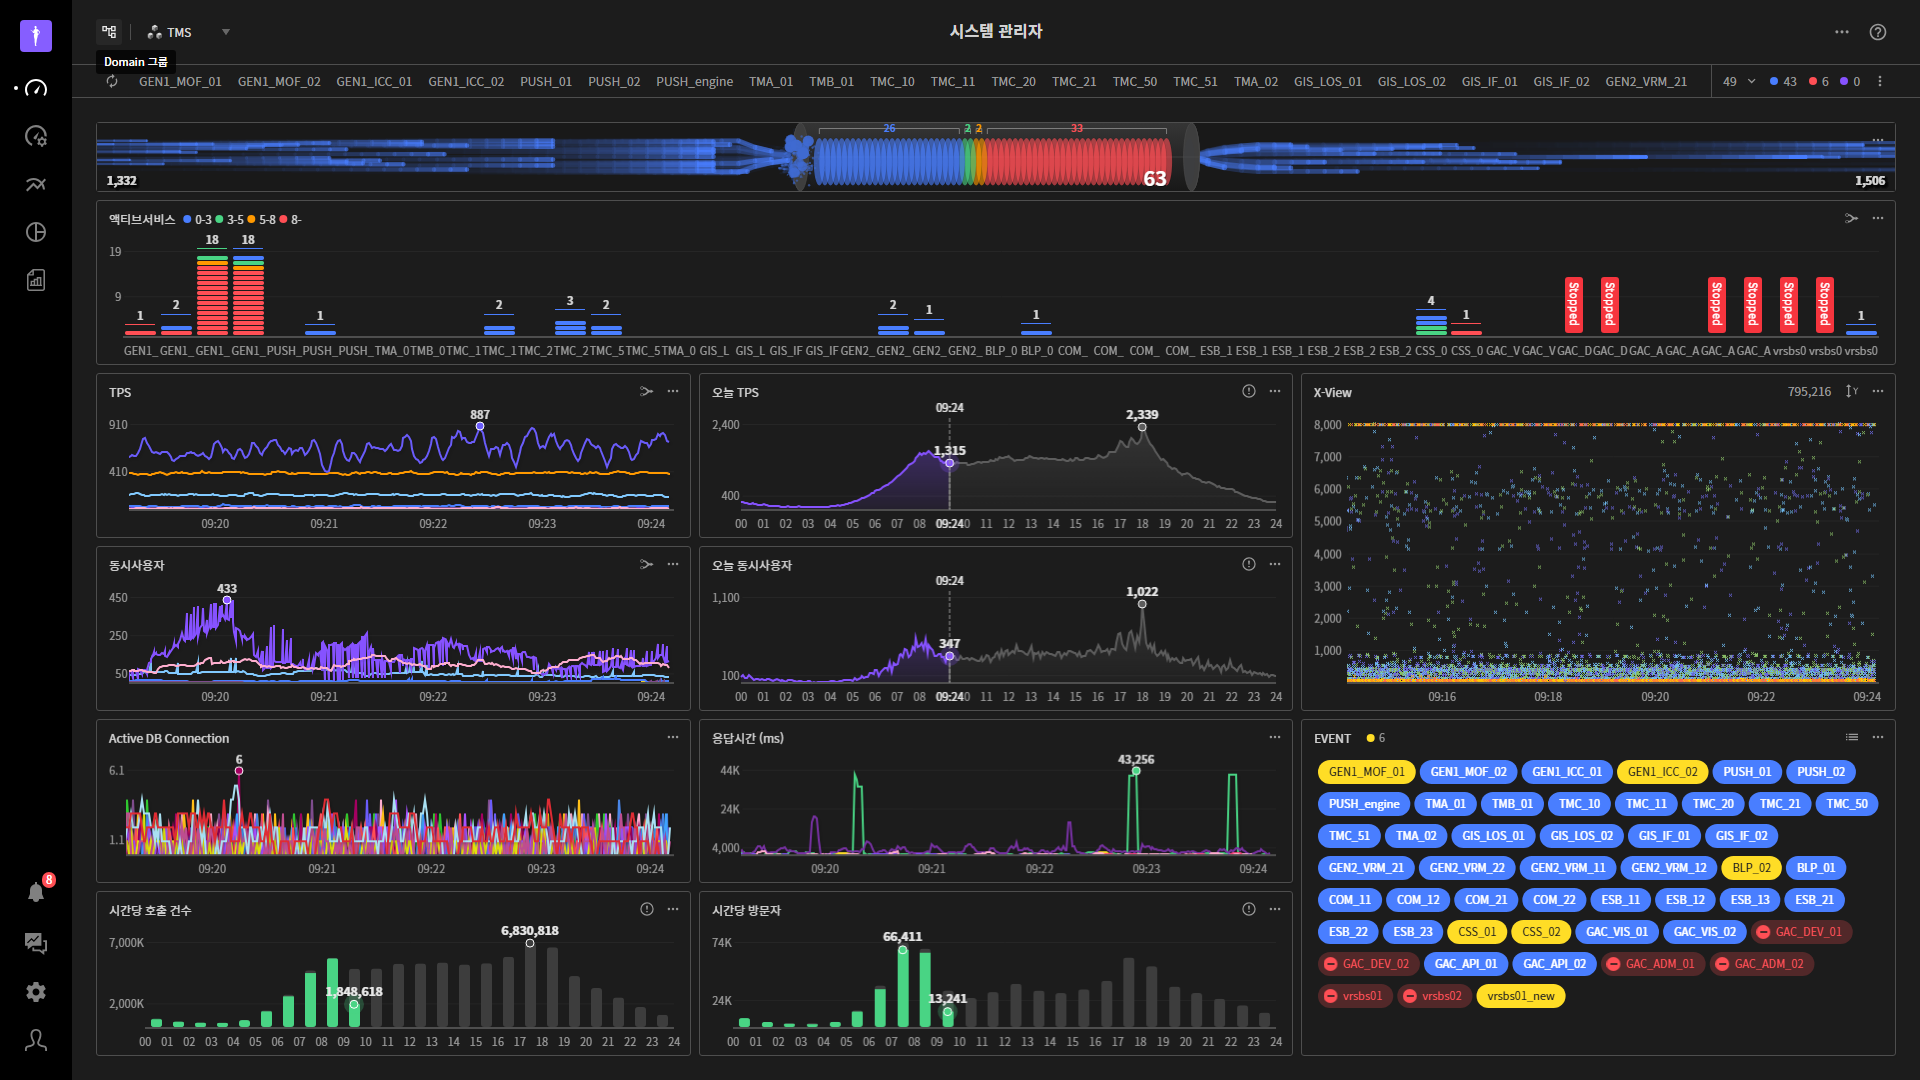 TMS
시스템 관리자
Domain 그룹
GEN1_MOF_01 GEN1_MOF_02 GEN1_ICC_01 GEN1_ICC_02 PUSH_01 PUSH_02 PUSH_engine TMA_01 TMB_01 TMC_10 TMC_11 TMC_20 TMC_21 TMC_50 TMC_51 TMA_02 GIS_LOS_01 GIS_LOS_02 GIS_IF_01 GIS_IF_02 GEN2_VRM_21 49 43 6 0
26 2 2 33
1,332 63 1,506
액티브서비스 0-3 3-5 5-8 8-
18 18
19
9
1 2 1 2 3 2 2 1 1 4 1 1
Stopped Stopped Stopped Stopped Stopped Stopped
GEN1_ GEN1_ GEN1_ GEN1_ PUSH_ PUSH_ PUSH_ TMA_0 TMB_0 TMC_1 TMC_1 TMC_2 TMC_2 TMC_5 TMC_5 TMA_0 GIS_L GIS_L GIS_IF GIS_IF GEN2_ GEN2_ GEN2_ GEN2_ BLP_0 BLP_0 COM_ COM_ COM_ COM_ ESB_1 ESB_1 ESB_1 ESB_2 ESB_2 ESB_2 CSS_0 CSS_0 GAC_V GAC_V GAC_D GAC_D GAC_A GAC_A GAC_A GAC_A vrsbs0 vrsbs0 vrsbs0
TPS
887
910
410
09:20 09:21 09:22 09:23 09:24
오늘 TPS
09:24
2,339
2,400
1,315
400
00 01 02 03 04 05 06 07 08 09:24 11 12 13 14 15 16 17 18 19 20 21 22 23 24
X-View 795,216
8,000
7,000
6,000
5,000
4,000
3,000
2,000
1,000
09:16 09:18 09:20 09:22 09:24
동시사용자
433
450
250
50
09:20 09:21 09:22 09:23 09:24
오늘 동시사용자
09:24
1,022
1,100
347
100
00 01 02 03 04 05 06 07 08 09:24 11 12 13 14 15 16 17 18 19 20 21 22 23 24
Active DB Connection
6
6.1
1.1
09:20 09:21 09:22 09:23 09:24
응답시간 (ms)
43,256
44K
24K
4,000
09:20 09:21 09:22 09:23 09:24
EVENT 6
GEN1_MOF_01 GEN1_MOF_02 GEN1_ICC_01 GEN1_ICC_02 PUSH_01 PUSH_02
PUSH_engine TMA_01 TMB_01 TMC_10 TMC_11 TMC_20 TMC_21 TMC_50
TMC_51 TMA_02 GIS_LOS_01 GIS_LOS_02 GIS_IF_01 GIS_IF_02
GEN2_VRM_21 GEN2_VRM_22 GEN2_VRM_11 GEN2_VRM_12 BLP_02 BLP_01
COM_11 COM_12 COM_21 COM_22 ESB_11 ESB_12 ESB_13 ESB_21
ESB_22 ESB_23 CSS_01 CSS_02 GAC_VIS_01 GAC_VIS_02 GAC_DEV_01
GAC_DEV_02 GAC_API_01 GAC_API_02 GAC_ADM_01 GAC_ADM_02
vrsbs01 vrsbs02 vrsbs01_new
8
시간당 호출 건수
6,830,818
7,000K
1,848,618
2,000K
00 01 02 03 04 05 06 07 08 09 10 11 12 13 14 15 16 17 18 19 20 21 22 23 24
시간당 방문자
66,411
74K
13,241
24K
00 01 02 03 04 05 06 07 08 09 10 11 12 13 14 15 16 17 18 19 20 21 22 23 24